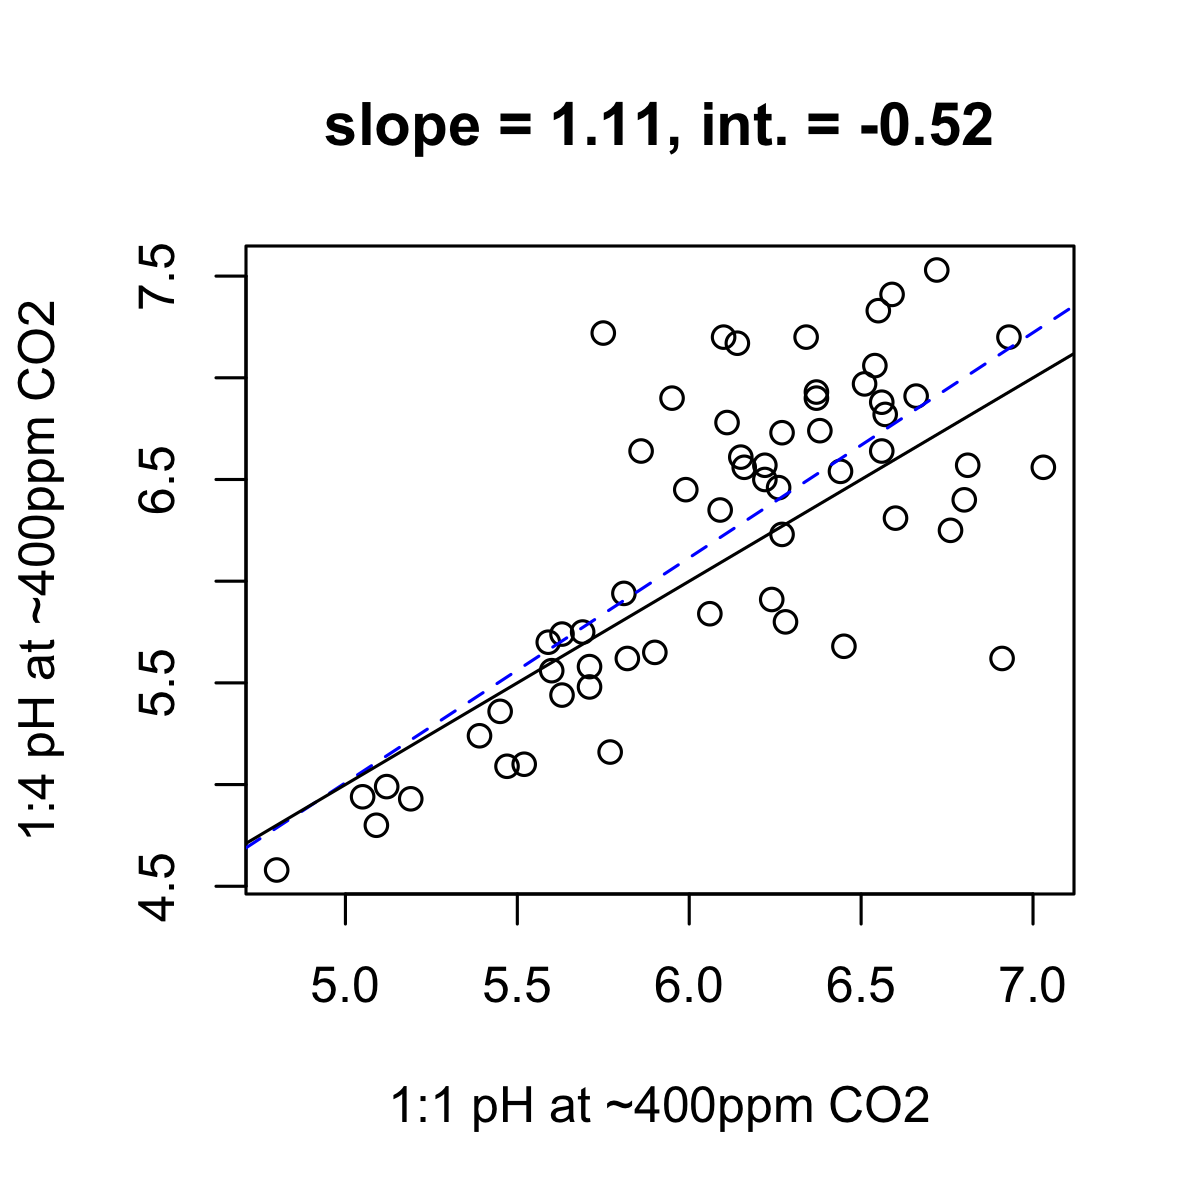 slope = 1.11, int. = -0.52
1:4 pH at ~400ppm CO2
7.5
6.5
5.5
4.5
5.0 5.5 6.0 6.5 7.0
1:1 pH at ~400ppm CO2